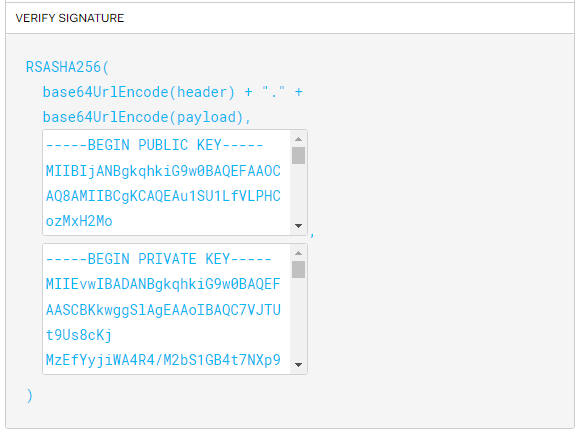 VERIFY SIGNATURE
RSASHA256(
base64UrlEncode(header) + "." +
base64UrlEncode(payload),
-----BEGIN PUBLIC KEY-----
MIIBIjANBgkqhkiG9w0BAQEFAAOC
AQ8AMIIBCgKCAQEAu1SU1LfVLPHC
ozMxH2Mo
,
-----BEGIN PRIVATE KEY-----
MIIEvwIBADANBgkqhkiG9w0BAQEF
AASCBKkwggSlAgEAAoIBAQC7VJTU
t9Us8cKj
MzEfYyjiWA4R4/M2bS1GB4t7NXp9
)